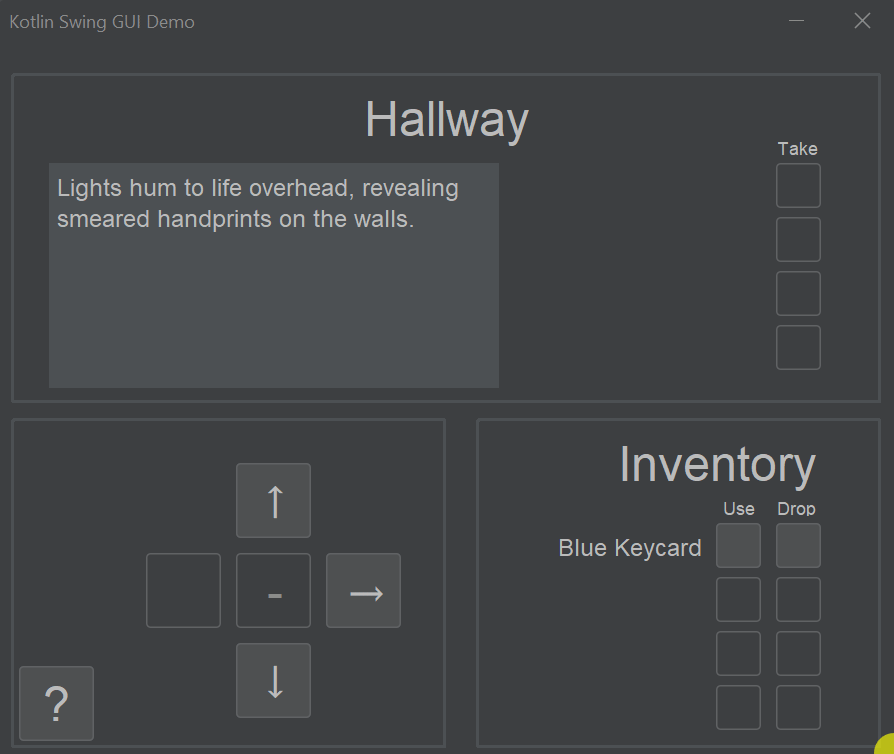 Kotlin Swing GUI Demo
Hallway
Take
Lights hum to life overhead, revealing
smeared handprints on the walls.
↑
-
→
↓
?
Inventory
Use Drop
Blue Keycard